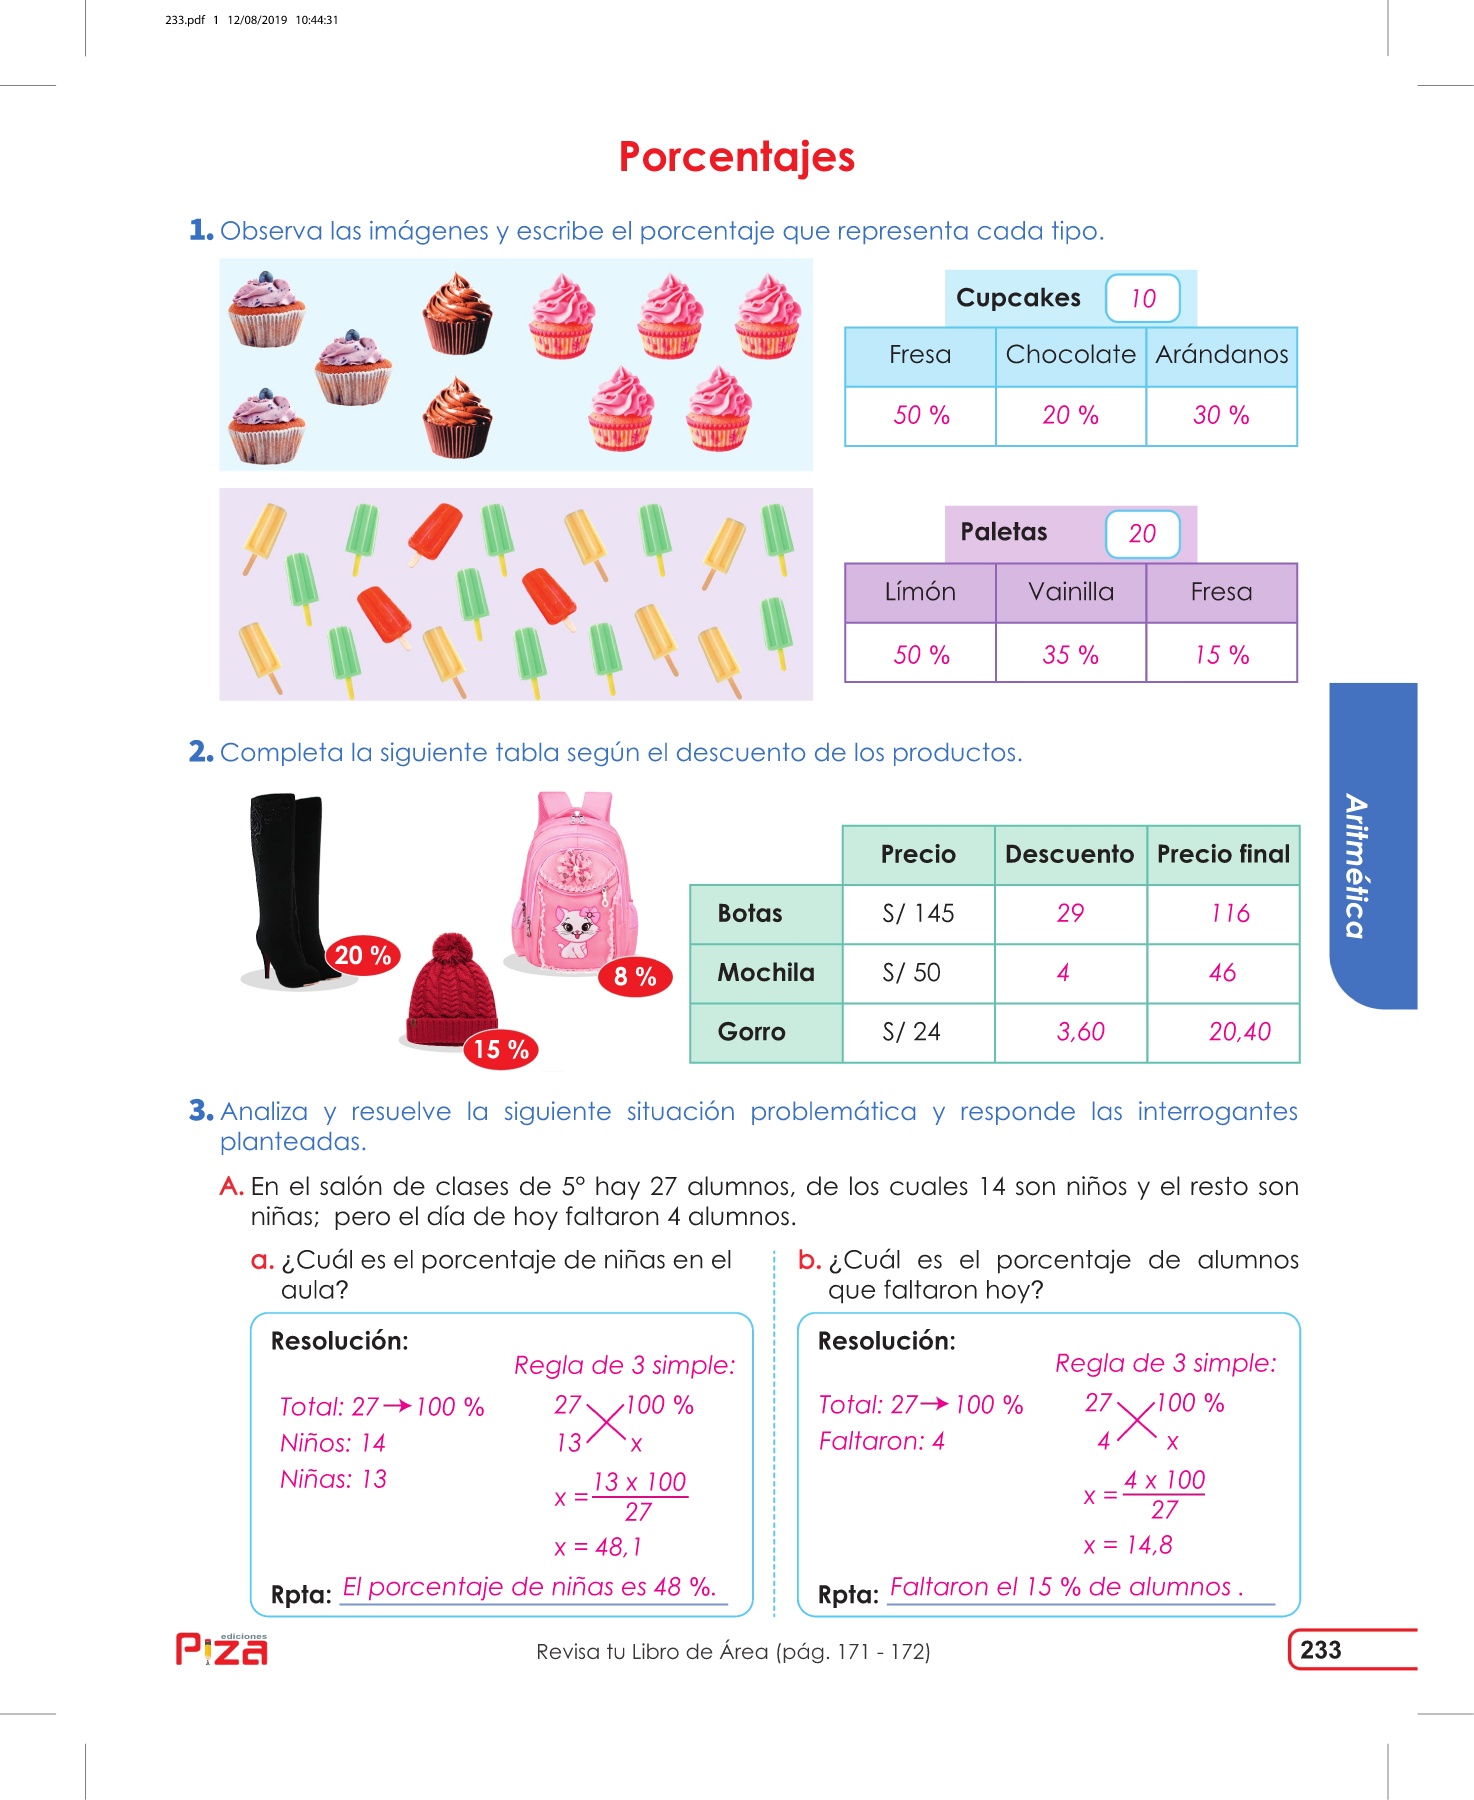 233.pdf 1 12/08/2019 10:44:31
Porcentajes
1. Observa las imágenes y escribe el porcentaje que representa cada tipo.
Cupcakes 10
Fresa Chocolate Arándanos
50 % 20 % 30 %
Paletas 20
Límón Vainilla Fresa
50 % 35 % 15 %
2. Completa la siguiente tabla según el descuento de los productos.
20 %
8 %
15 %
Precio Descuento Precio final
Botas S/ 145 29 116
Mochila S/ 50 4 46
Gorro S/ 24 3,60 20,40
Aritmética
3. Analiza y resuelve la siguiente situación problemática y responde las interrogantes
planteadas.
A. En el salón de clases de 5° hay 27 alumnos, de los cuales 14 son niños y el resto son
niñas; pero el día de hoy faltaron 4 alumnos.
a. ¿Cuál es el porcentaje de niñas en el
aula?
Resolución:
Regla de 3 simple:
Total: 27 → 100 %
Niños: 14
Niñas: 13
27 100 %
13 x
x = 13 x 100
27
x = 48,1
Rpta: El porcentaje de niñas es 48 %.
b. ¿Cuál es el porcentaje de alumnos
que faltaron hoy?
Resolución:
Regla de 3 simple:
Total: 27 → 100 %
Faltaron: 4
27 100 %
4 x
x = 4 x 100
27
x = 14,8
Rpta: Faltaron el 15 % de alumnos .
ediciones
Piza
Revisa tu Libro de Área (pág. 171 - 172)
233